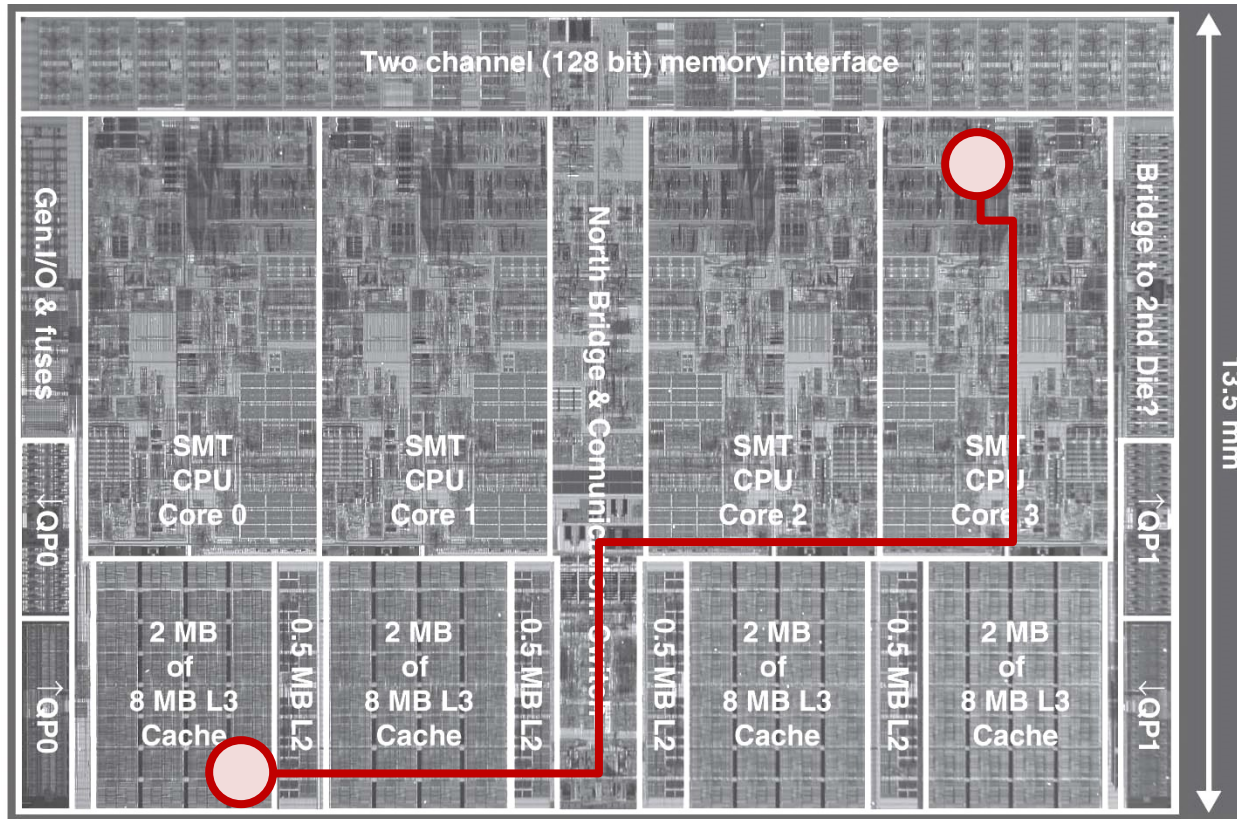 Two channel (128 bit) memory interface
Gen.I/O & fuses
SMT
CPU
Core 0
SMT
CPU
Core 1
North Bridge & Comunic
SMT
CPU
Core 2
SMT
CPU
Core 3
Bridge to 2nd Die?
13.5 mm
↓QP0
↑QP0
2 MB
of
8 MB L3
Cache
0.5 MB L2
2 MB
of
8 MB L3
Cache
0.5 MB L2
0.5 MB L2
2 MB
of
8 MB L3
Cache
0.5 MB L2
2 MB
of
8 MB L3
Cache
↑QP1
↓QP1